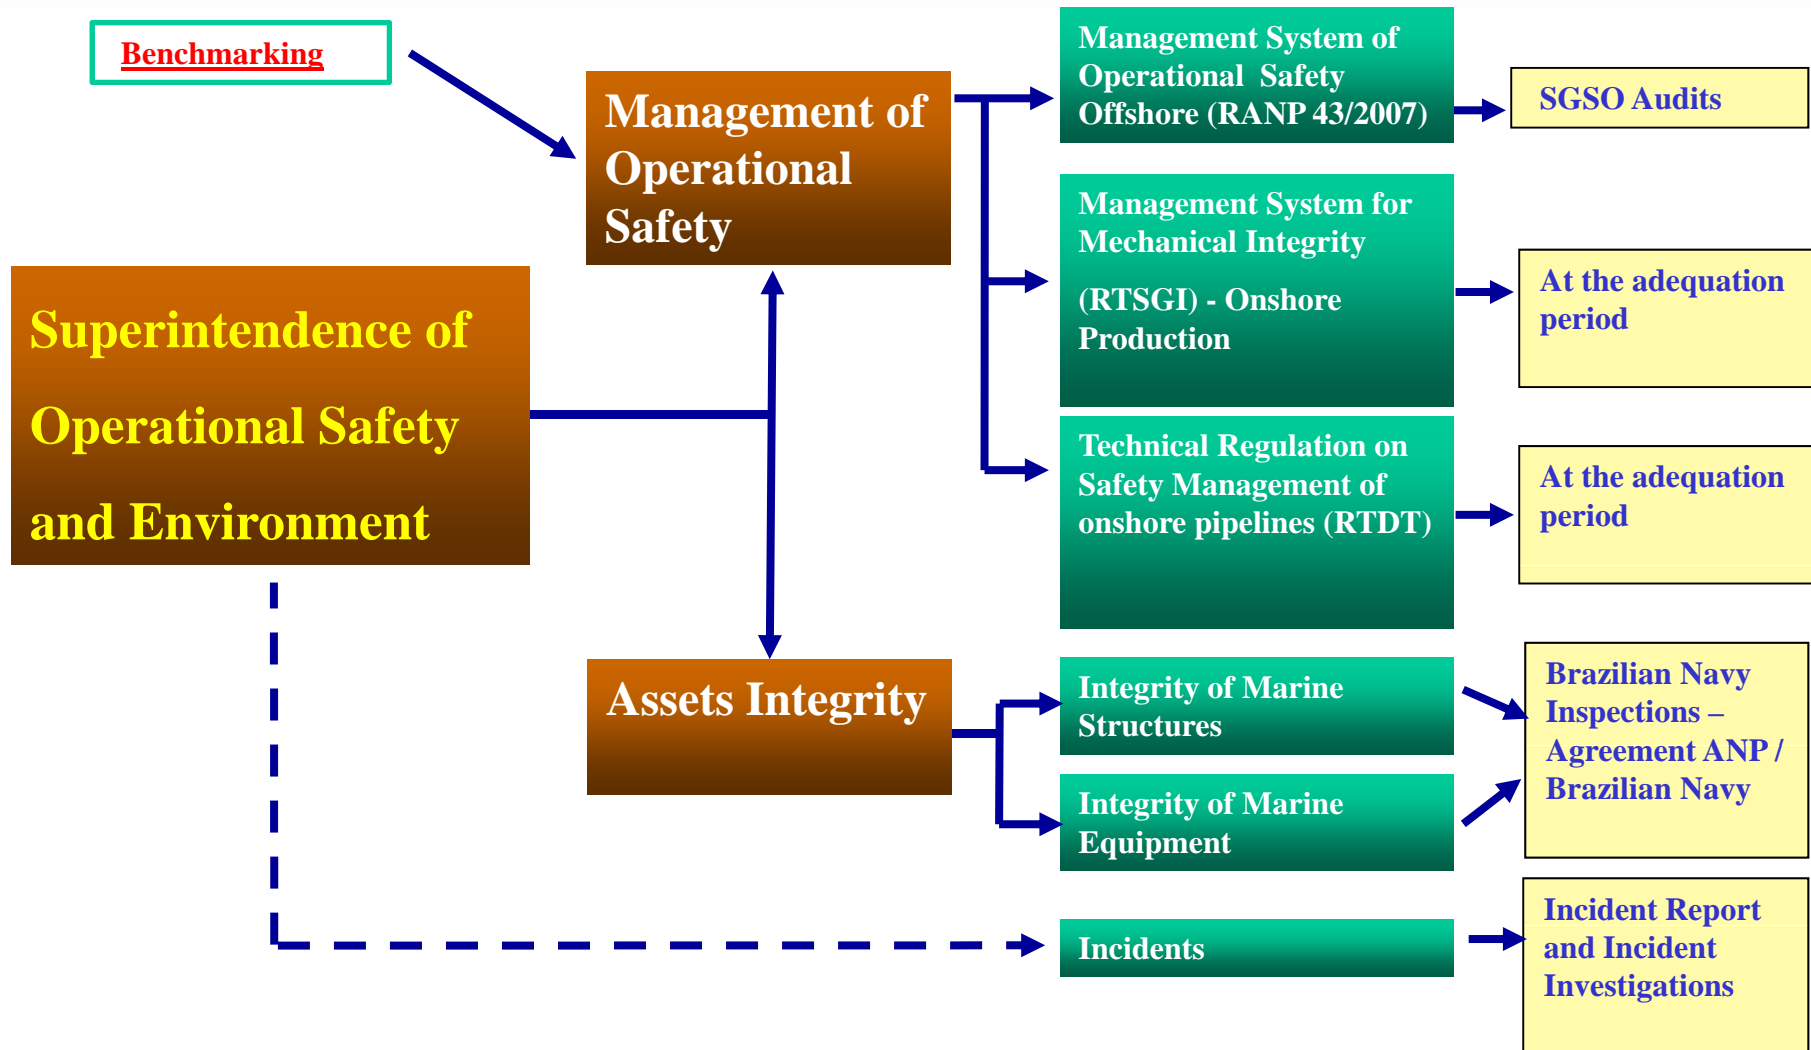 Benchmarking
Management of
Operational
Safety
Superintendence of
Operational Safety
and Environment
Assets Integrity
Management System of
Operational Safety
Offshore (RANP 43/2007)
SGSO Audits
Management System for
Mechanical Integrity
(RTSGI) - Onshore
Production
At the adequation
period
Technical Regulation on
Safety Management of
onshore pipelines (RTDT)
At the adequation
period
Integrity of Marine
Structures
Integrity of Marine
Equipment
Brazilian Navy
Inspections –
Agreement ANP /
Brazilian Navy
Incidents
Incident Report
and Incident
Investigations